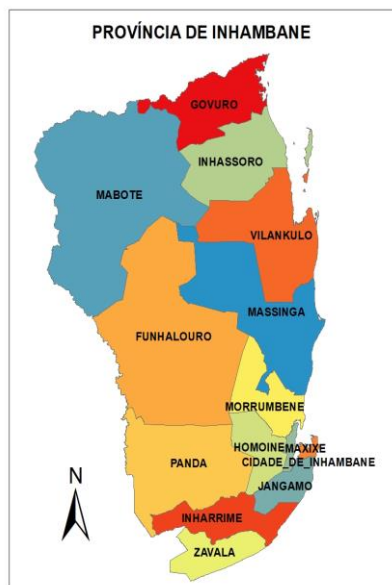 PROVÍNCIA DE INHAMBANE
GOVURO
INHASSORO
MABOTE
VILANKULO
MASSINGA
FUNHALOURO
MORRUMBENE
HOMOINE
MAXIXE
CIDADE_DE_INHAMBANE
PANDA
JANGAMO
N
INHARRIME
ZAVALA